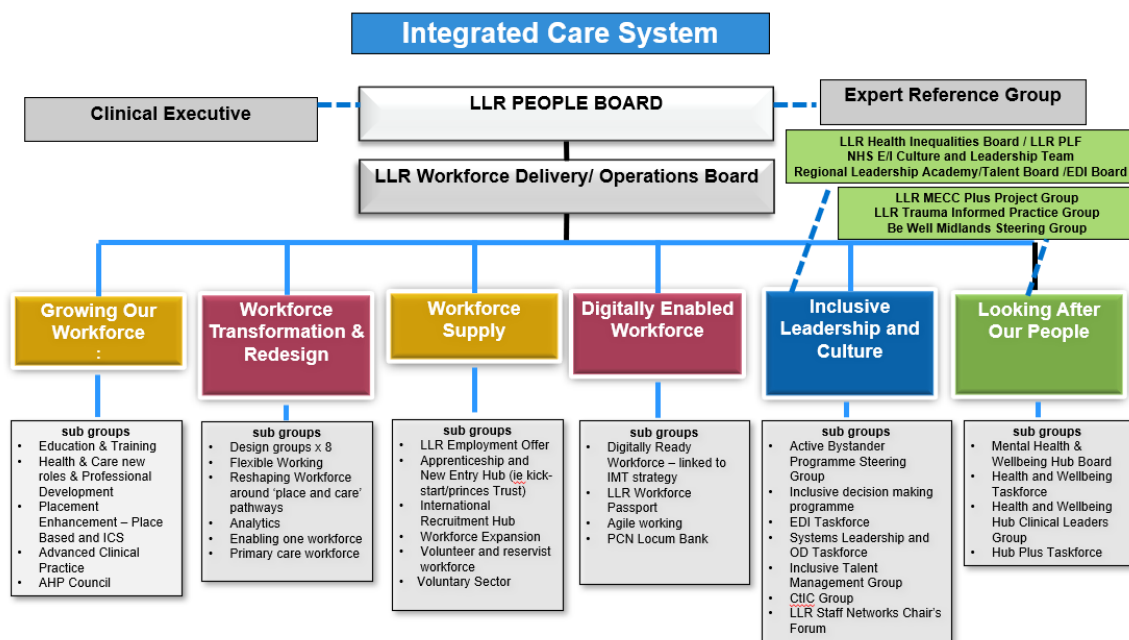 Integrated Care System
Clinical Executive
LLR PEOPLE BOARD
Expert Reference Group
LLR Health Inequalities Board / LLR PLF
NHS E/I Culture and Leadership Team
Regional Leadership Academy/Talent Board /EDI Board
LLR Workforce Delivery/ Operations Board
LLR MECC Plus Project Group
LLR Trauma Informed Practice Group
Be Well Midlands Steering Group
Growing Our
Workforce
:
Workforce
Transformation &
Redesign
Workforce
Supply
Digitally Enabled
Workforce
Inclusive
Leadership and
Culture
Looking After
Our People
sub groups
• Education & Training
• Health & Care new
roles & Professional
Development
• Placement
Enhancement – Place
Based and ICS
• Advanced Clinical
Practice
• AHP Council
sub groups
• Design groups x 8
• Flexible Working
• Reshaping Workforce
around ‘place and care’
pathways
• Analytics
• Enabling one workforce
• Primary care workforce
sub groups
• LLR Employment Offer
• Apprenticeship and
New Entry Hub (ie kick-
start/princes Trust)
• International
Recruitment Hub
• Workforce Expansion
• Volunteer and reservist
workforce
• Voluntary Sector
sub groups
• Digitally Ready
Workforce – linked to
IMT strategy
• LLR Workforce
Passport
• Agile working
• PCN Locum Bank
sub groups
• Active Bystander
Programme Steering
Group
• Inclusive decision making
programme
• EDI Taskforce
• Systems Leadership and
OD Taskforce
• Inclusive Talent
Management Group
• CtIC Group
• LLR Staff Networks Chair’s
Forum
sub groups
• Mental Health &
Wellbeing Hub Board
• Health and Wellbeing
Taskforce
• Health and Wellbeing
Hub Clinical Leaders
Group
• Hub Plus Taskforce